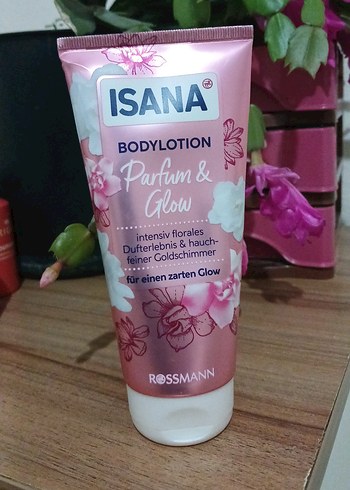 ISANA
BODYLOTION
Parfum &
Glow
intensiv florales
Dufterlebnis & hauch-
feiner Goldschimmer
für einen zarten Glow
ROSSMANN